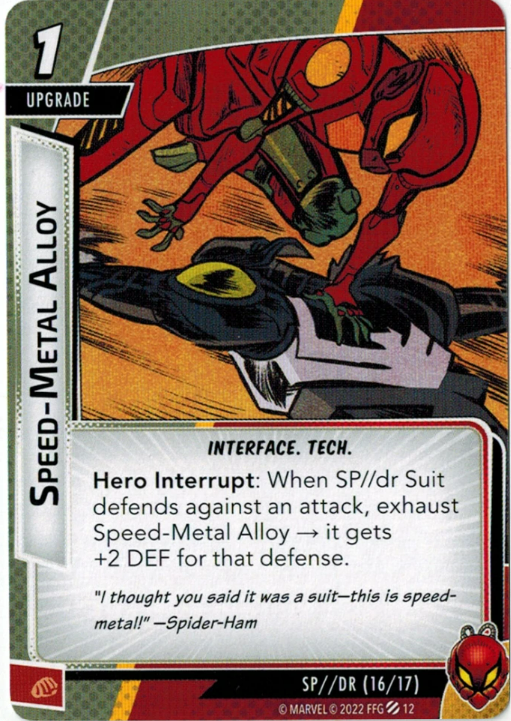 1
UPGRADE
SPEED-METAL ALLOY
INTERFACE. TECH.
Hero Interrupt: When SP//dr Suit
defends against an attack, exhaust
Speed-Metal Alloy → it gets
+2 DEF for that defense.
"I thought you said it was a suit—this is speed-
metal!" —Spider-Ham
SP//DR (16/17)
© MARVEL © 2022 FFG 12